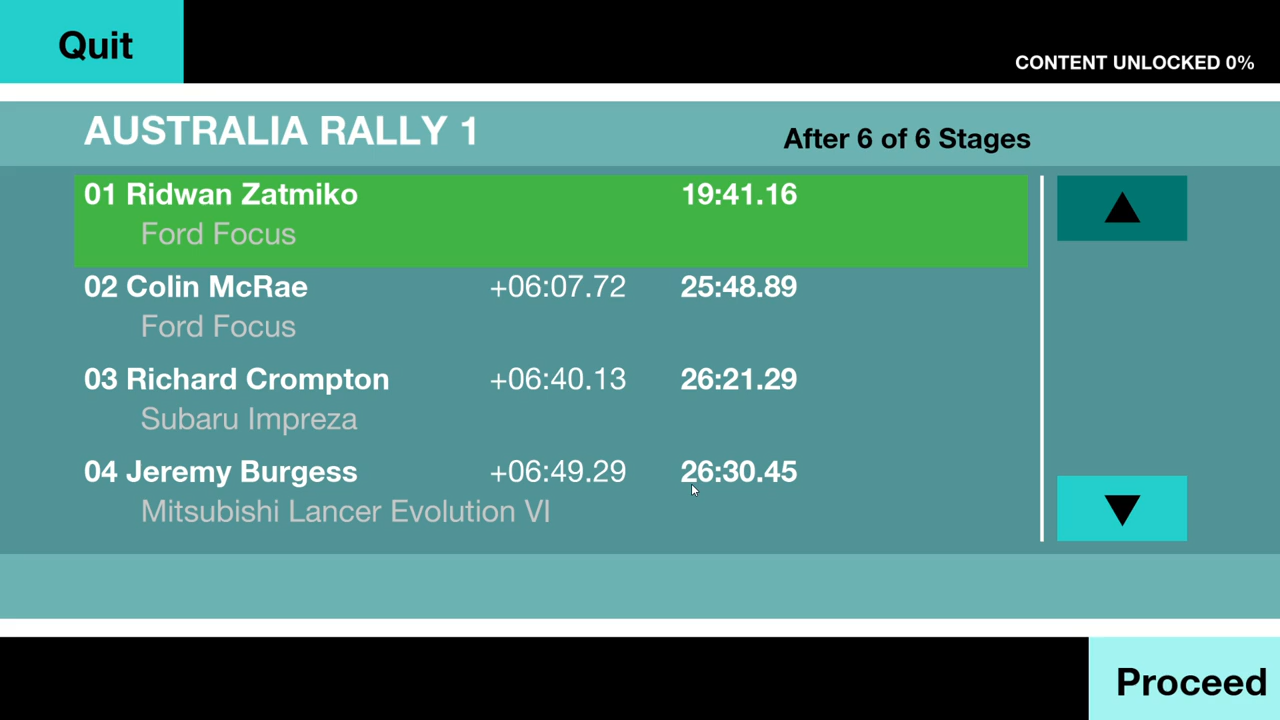 Quit
CONTENT UNLOCKED 0%
AUSTRALIA RALLY 1 After 6 of 6 Stages
01 Ridwan Zatmiko 19:41.16
Ford Focus
02 Colin McRae +06:07.72 25:48.89
Ford Focus
03 Richard Crompton +06:40.13 26:21.29
Subaru Impreza
04 Jeremy Burgess +06:49.29 26:30.45
Mitsubishi Lancer Evolution VI
Proceed